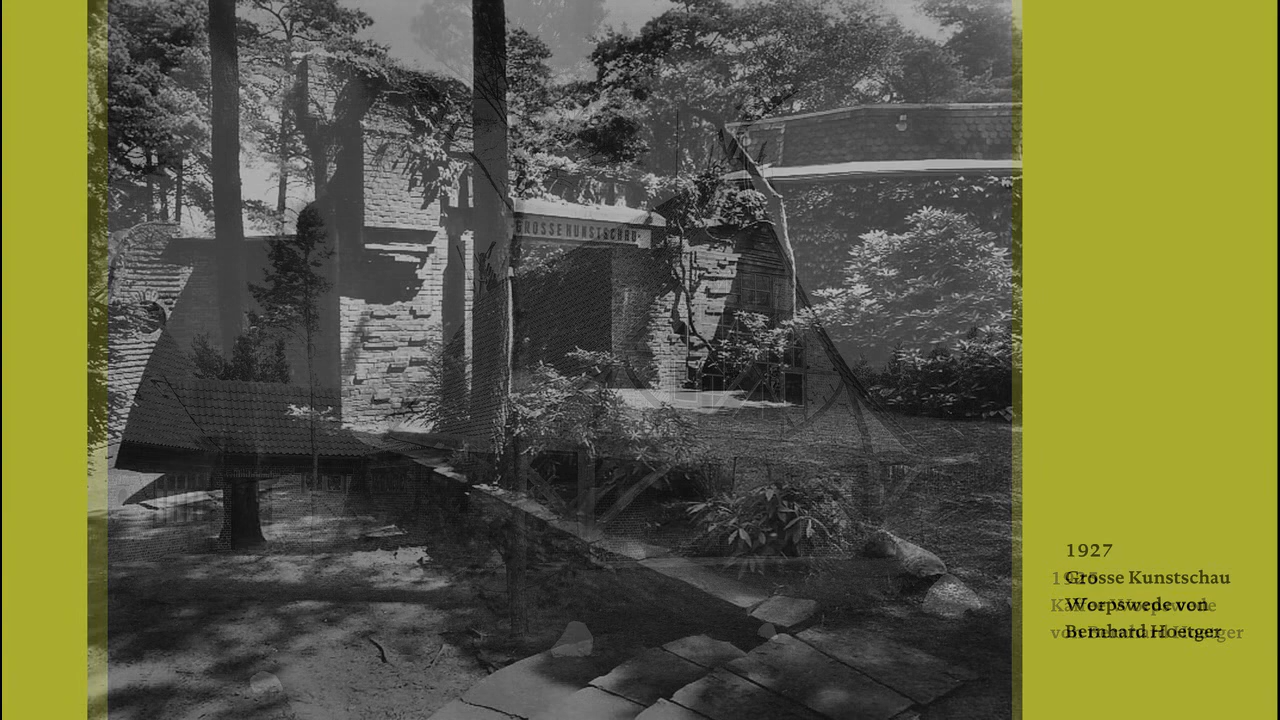 GROSSE KUNSTSCHAU
1927
Grosse Kunstschau
Worpswede von
Bernhard Hoetger